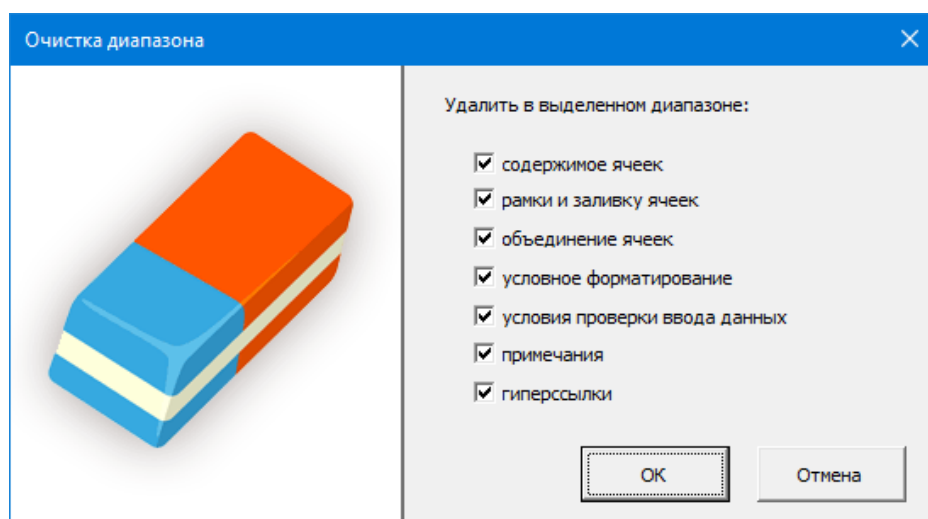 Очистка диапазона
Удалить в выделенном диапазоне:
содержимое ячеек
рамки и заливку ячеек
объединение ячеек
условное форматирование
условия проверки ввода данных
примечания
гиперссылки
ОК
Отмена